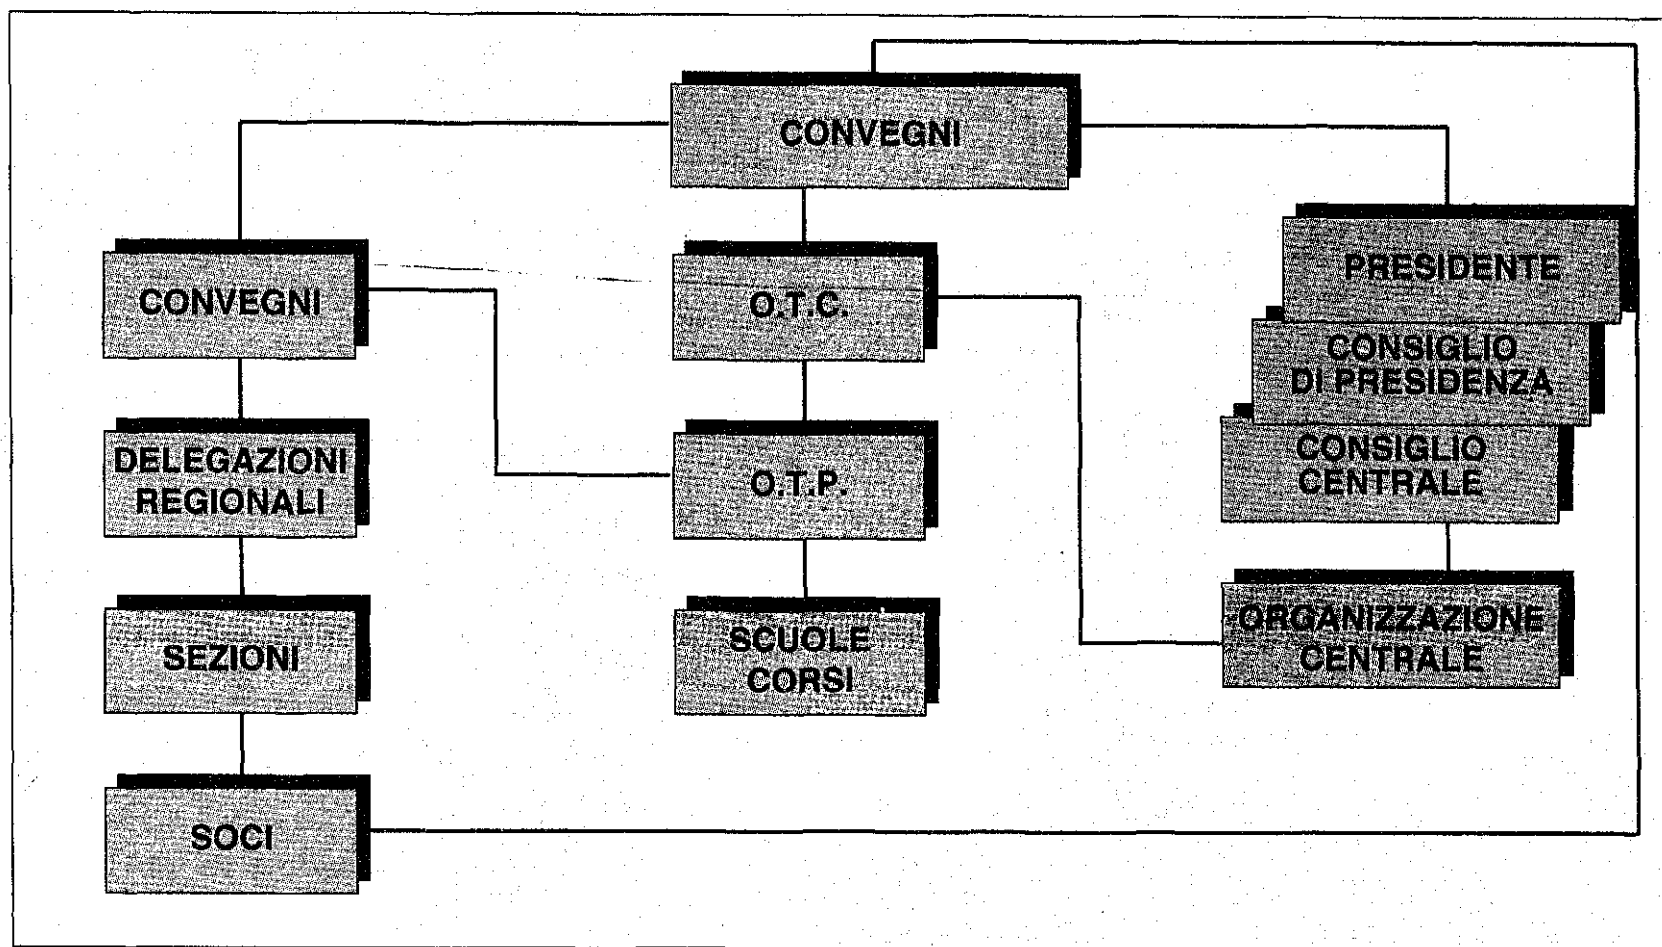 CONVEGNI
CONVEGNI
O.T.C.
PRESIDENTE
CONSIGLIO
DI PRESIDENZA
DELEGAZIONI
REGIONALI
O.T.P.
CONSIGLIO
CENTRALE
SEZIONI
SCUOLE
CORSI
ORGANIZZAZIONE
CENTRALE
SOCI